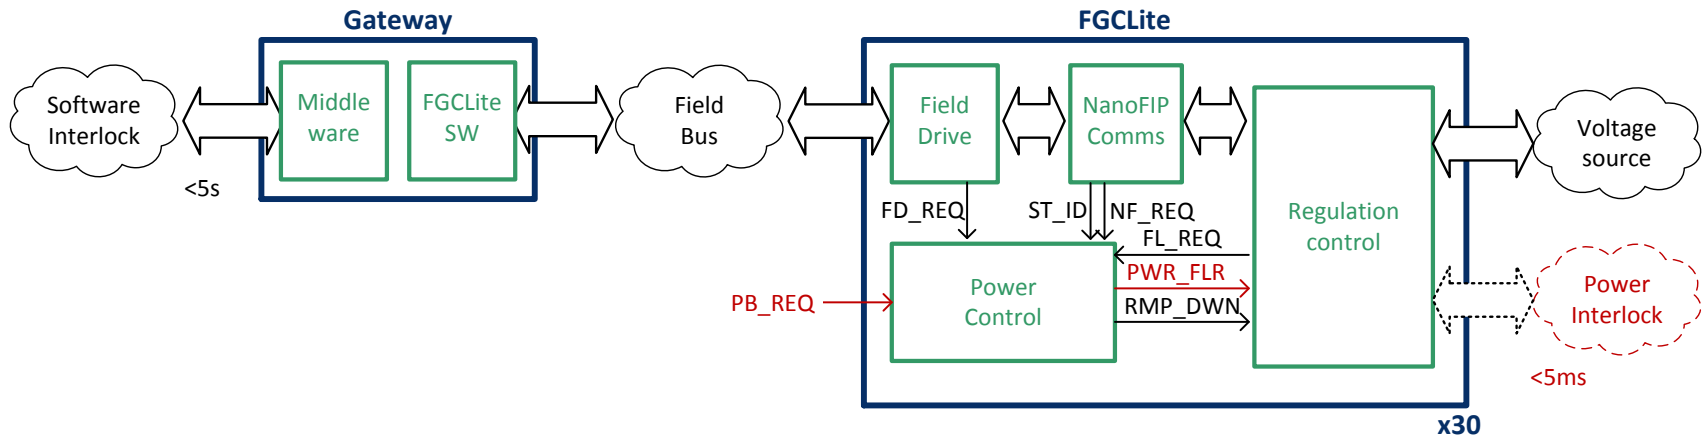 Gateway
FGCLite
Software
Interlock
<5s
Middle
ware
FGCLite
SW
Field
Bus
Field
Drive
NanoFIP
Comms
Regulation
control
Voltage
source
FD_REQ
ST_ID
NF_REQ
FL_REQ
PWR_FLR
RMP_DWN
PB_REQ
Power
Control
Power
Interlock
<5ms
x30